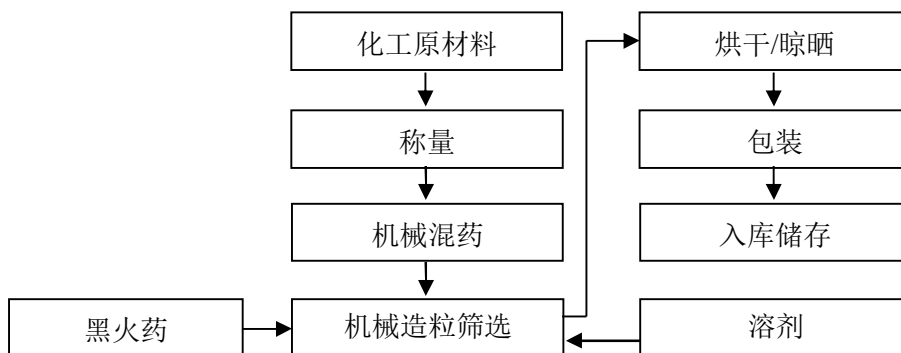 化工原材料
烘干/晾晒
称量
包装
机械混药
入库储存
黑火药
机械造粒筛选
溶剂